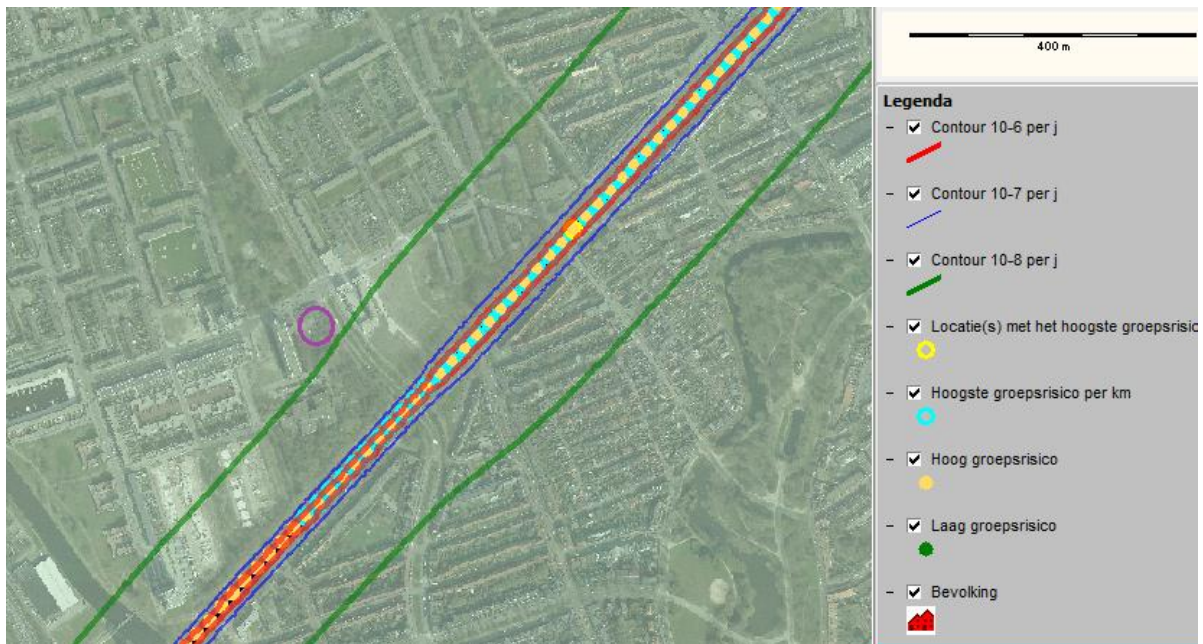 400 m
Legenda
Contour 10-6 per j
Contour 10-7 per j
Contour 10-8 per j
Locatie(s) met het hoogste groepsrisic
Hoogste groepsrisico per km
Hoog groepsrisico
Laag groepsrisico
Bevolking